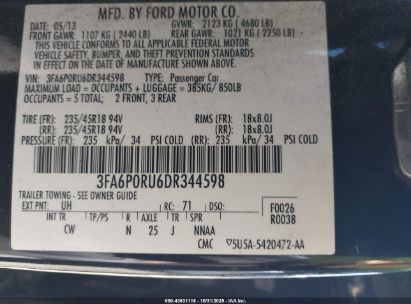 MFD. BY FORD MOTOR CO.
DATE: 05/13 GVWR: 2123 KG ( 4680 LB )
FRONT GAWR: 1107 KG ( 2440 LB ) REAR GAWR: 1021 KG ( 2250 LB )
THIS VEHICLE CONFORMS TO ALL APPLICABLE FEDERAL MOTOR
VEHICLE SAFETY, BUMPER, AND THEFT PREVENTION STANDARDS
IN EFFECT ON THE DATE OF MANUFACTURE SHOWN ABOVE.
VIN: 3FA6P0RU6DR344598 TYPE: Passenger Car
MAXIMUM LOAD = OCCUPANTS + LUGGAGE = 385KG/ 850LB
OCCUPANTS = 5 TOTAL; 2 FRONT, 3 REAR
TIRE (FR) 235/45R18 94V RIMS (FR) 18x8.0J
(RR) 235/45R18 94V (RR) 18x8.0J
PRESSURE (FR) 235 kPa/ 34 PSI COLD (RR) 235 kPa/ 34 PSI COLD
3FA6P0RU6DR344598
TRAILER TOWING - SEE OWNER GUIDE
EXT PNT: UH RC: 71 DSO: F0026
R0038
INT TR TP/PS R AXLE TR SPR
CW N 25 J NNAA
CMC ▽5U5A-5420472-AA
000-43931118 - 10/31/2025 -